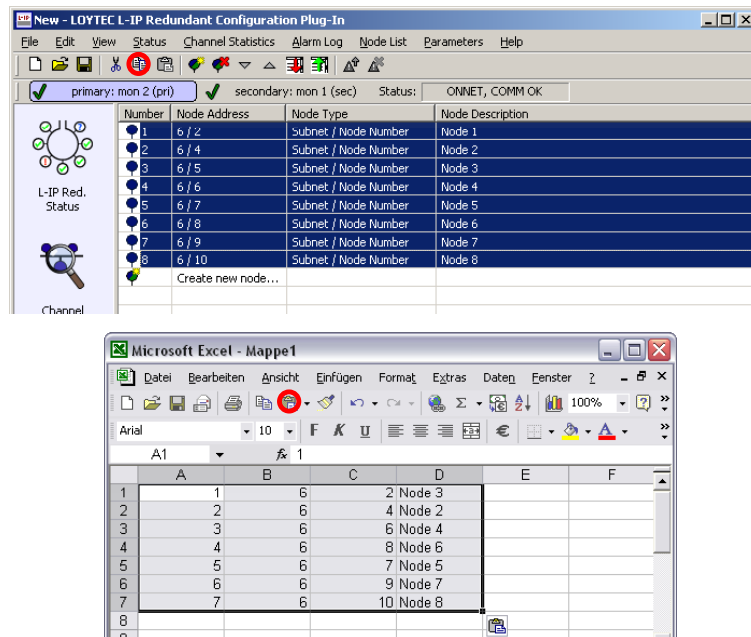 New - LOYTEC L-IP Redundant Configuration Plug-In
File Edit View Status Channel Statistics Alarm Log Node List Parameters Help
primary: mon 2 (pri) secondary: mon 1 (sec) Status: ONNET, COMM OK
Number Node Address Node Type Node Description
1 6 / 2 Subnet / Node Number Node 1
2 6 / 4 Subnet / Node Number Node 2
3 6 / 5 Subnet / Node Number Node 3
4 6 / 6 Subnet / Node Number Node 4
5 6 / 7 Subnet / Node Number Node 5
6 6 / 8 Subnet / Node Number Node 6
7 6 / 9 Subnet / Node Number Node 7
8 6 / 10 Subnet / Node Number Node 8
Create new node...
L-IP Red.
Status
Channel
Microsoft Excel - Mappe1
Datei Bearbeiten Ansicht Einfügen Format Extras Daten Fenster ?
100%
Arial 10 F K U €
A1 fx 1
A B C D E F
1 1 6 2 Node 3
2 2 6 4 Node 2
3 3 6 6 Node 4
4 4 6 8 Node 6
5 5 6 7 Node 5
6 6 6 9 Node 7
7 7 6 10 Node 8
8